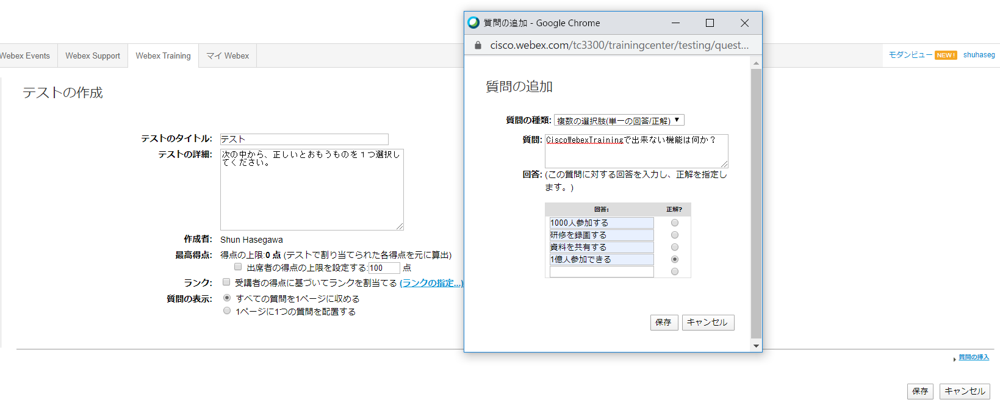 Webex Events
Webex Support
Webex Training
マイ Webex
モダンビュー NEW ! shuhaseg
テストの作成
テストのタイトル: テスト
テストの詳細: 次の中から、正しいとおもうものを１つ選択し
てください。
作成者: Shun Hasegawa
最高得点: 得点の上限:0 点 (テストで割り当てられた各得点を元に算出)
出席者の得点の上限を設定する:100 点
ランク: 受講者の得点に基づいてランクを割当てる (ランクの指定...)
質問の表示: すべての質問を1ページに収める
1ページに1つの質問を配置する
質問の追加 - Google Chrome
cisco.webex.com/tc3300/trainingcenter/testing/quest...
質問の追加
質問の種類: 複数の選択肢(単一の回答/正解)
質問: CiscoWebexTrainingで出来ない機能は何か？
回答: (この質問に対する回答を入力し、正解を指定し
ます。)
回答: 正解?
1000人参加する
研修を録画する
資料を共有する
1億人参加できる
保存 キャンセル
質問の挿入
保存 キャンセル